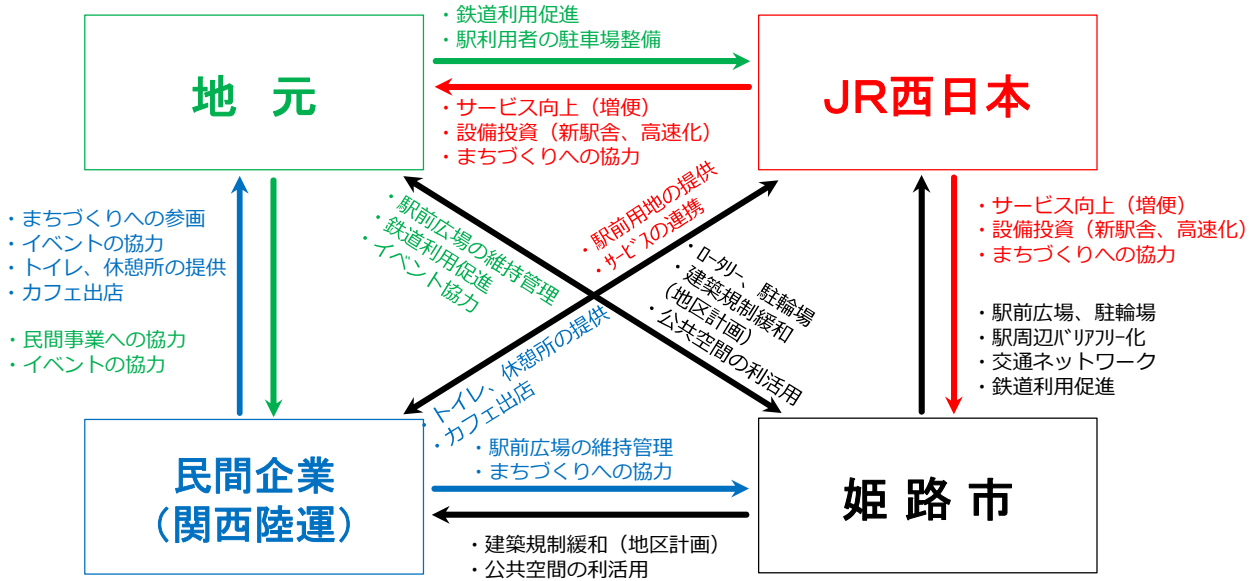 ・鉄道利用促進
・駅利用者の駐車場整備
地 元
JR西日本
・サービス向上（増便）
・設備投資（新駅舎、高速化）
・まちづくりへの協力
・まちづくりへの参画
・イベントの協力
・トイレ、休憩所の提供
・カフェ出店
・民間事業への協力
・イベントの協力
・駅前広場の維持管理
・鉄道利用促進
・イベント協力
・駅前用地の提供
・ｻｰﾋﾞｽの連携
・ﾛｰﾀﾘｰ、駐輪場
・建築規制緩和
（地区計画）
・公共空間の利活用
・トイレ、休憩所の提供
・カフェ出店
・サービス向上（増便）
・設備投資（新駅舎、高速化）
・まちづくりへの協力
・駅前広場、駐輪場
・駅周辺ﾊﾞﾘｱﾌﾘｰ化
・交通ネットワーク
・鉄道利用促進
民間企業
（関西陸運）
・駅前広場の維持管理
・まちづくりへの協力
姫 路 市
・建築規制緩和（地区計画）
・公共空間の利活用